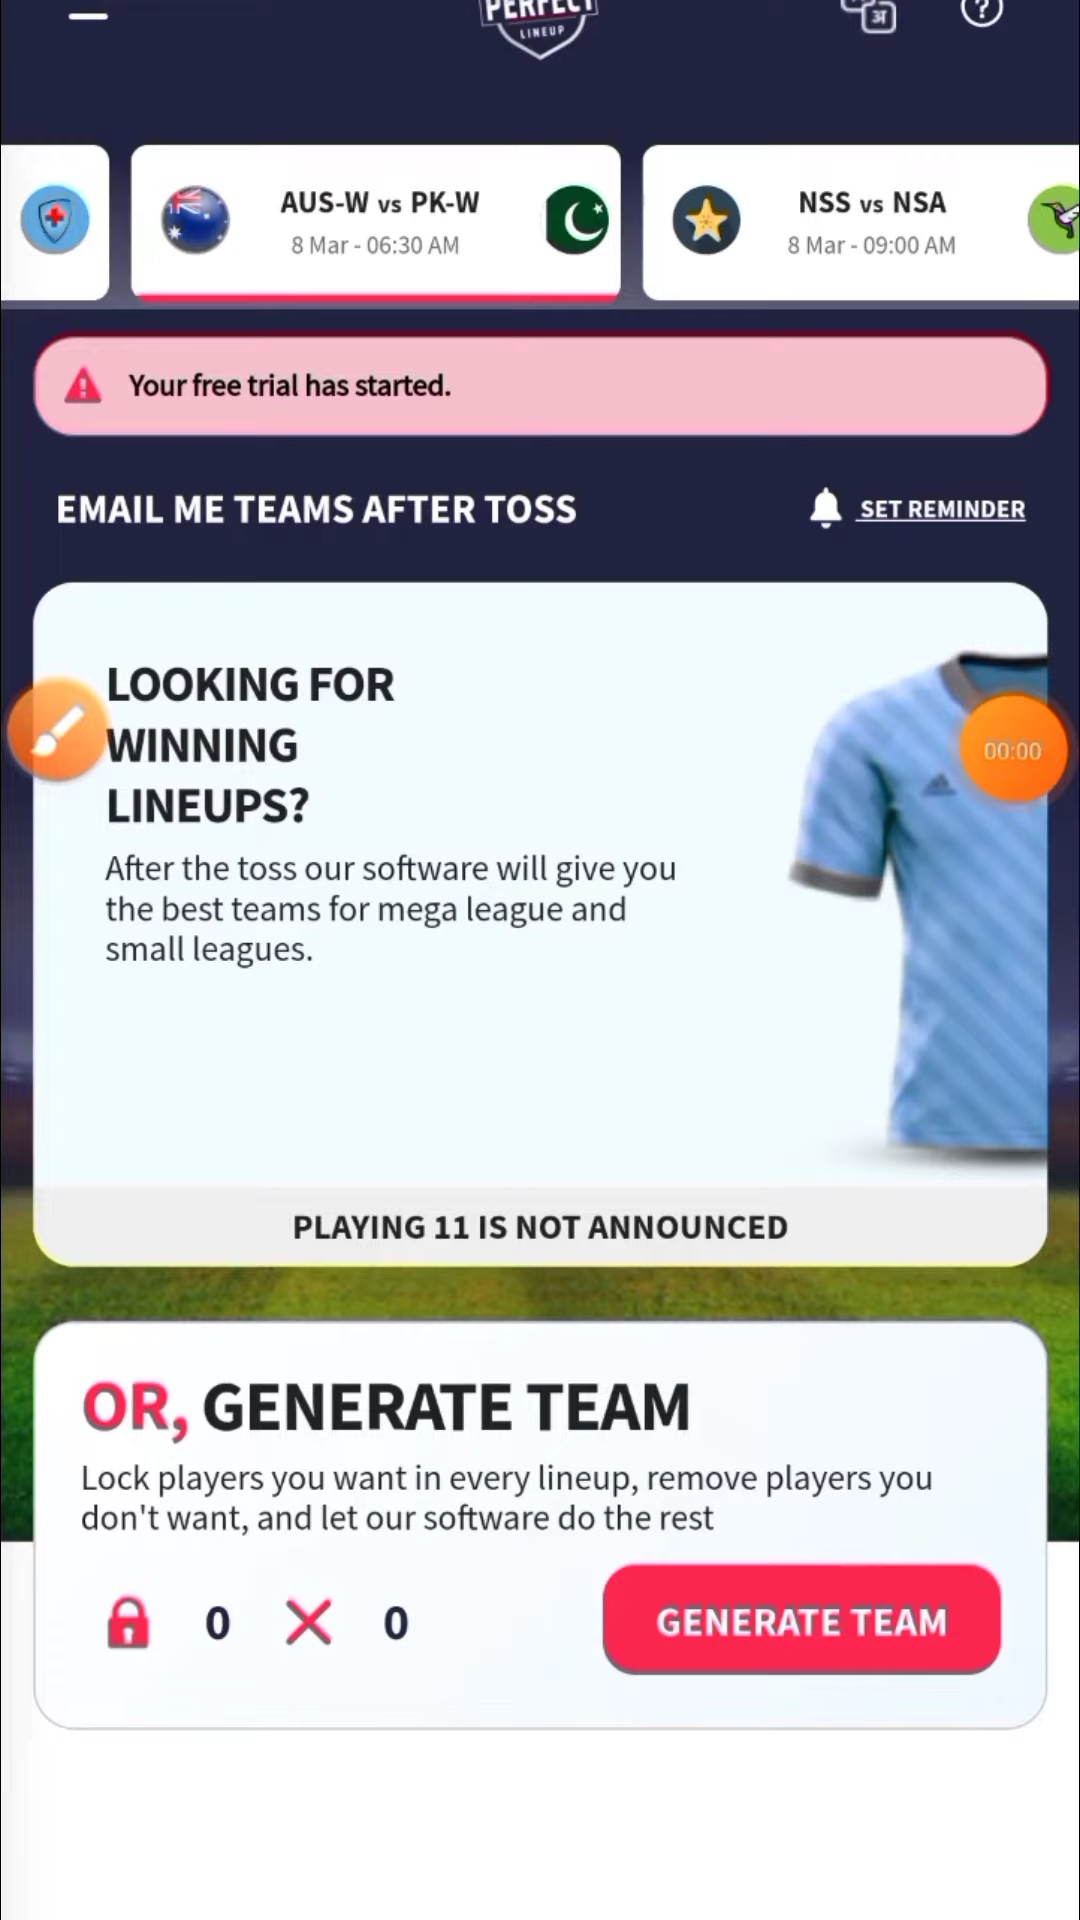 PERFECT
LINEUP
अ
?
AUS-W vs PK-W
8 Mar - 06:30 AM
NSS vs NSA
8 Mar - 09:00 AM
Your free trial has started.
EMAIL ME TEAMS AFTER TOSS
SET REMINDER
LOOKING FOR
WINNING
LINEUPS?
00:00
After the toss our software will give you
the best teams for mega league and
small leagues.
PLAYING 11 IS NOT ANNOUNCED
OR, GENERATE TEAM
Lock players you want in every lineup, remove players you
don't want, and let our software do the rest
0
0
GENERATE TEAM